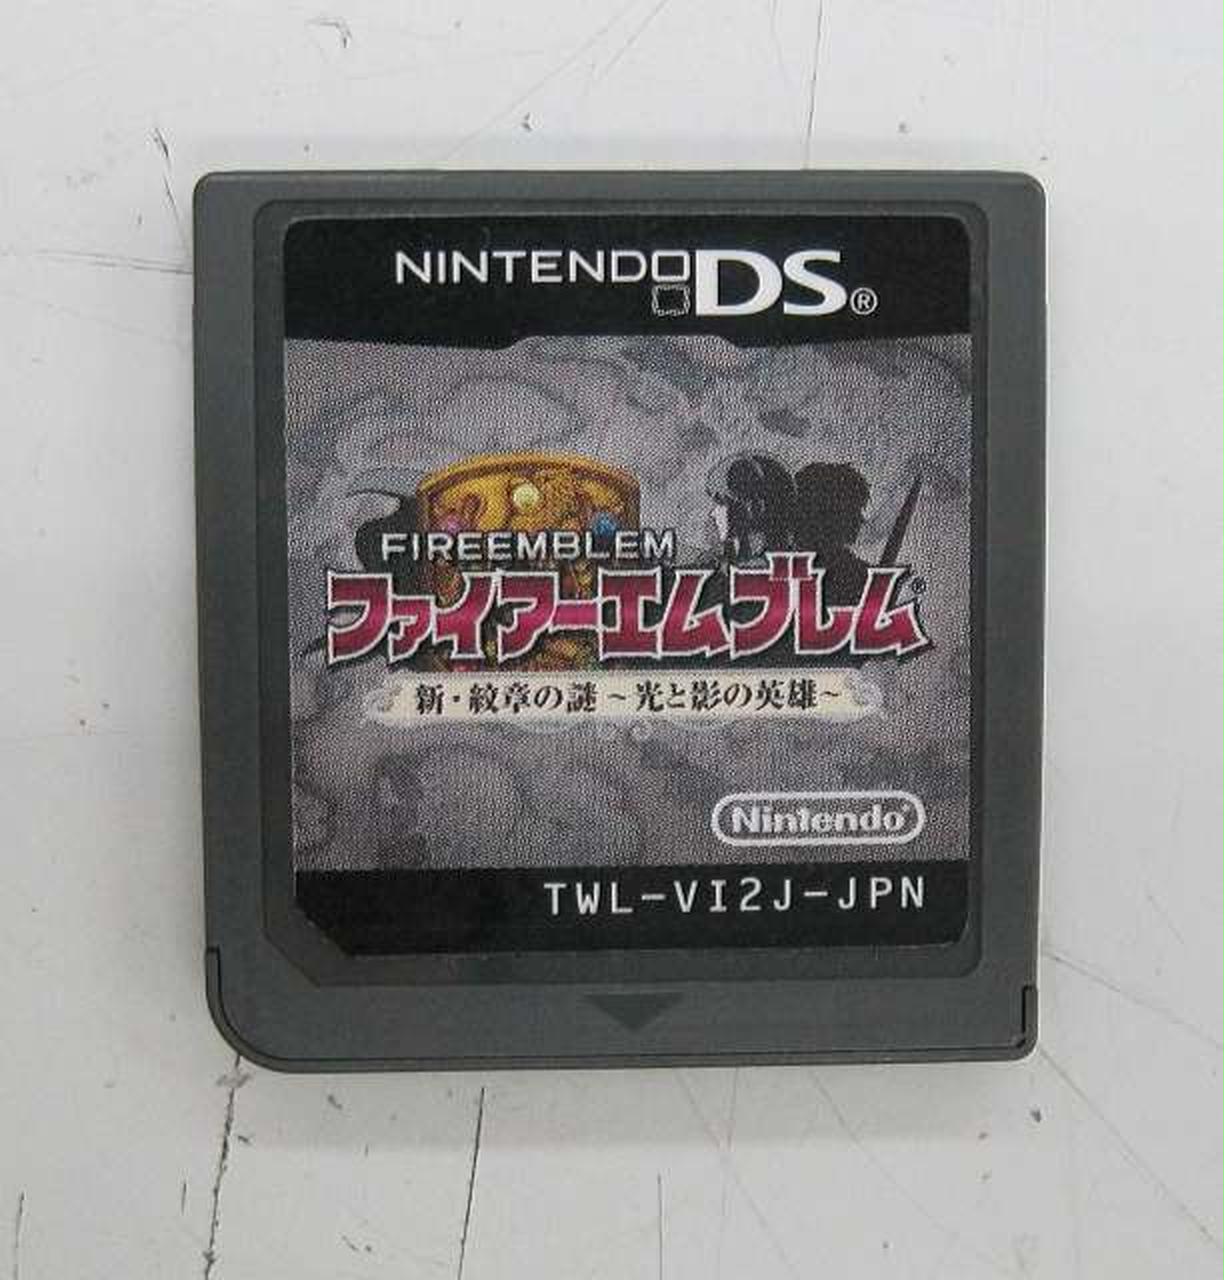 NINTENDO DS®
FIREEMBLEM
ファイアーエムブレム®
新・紋章の謎～光と影の英雄～
Nintendo®
TWL-VI2J-JPN